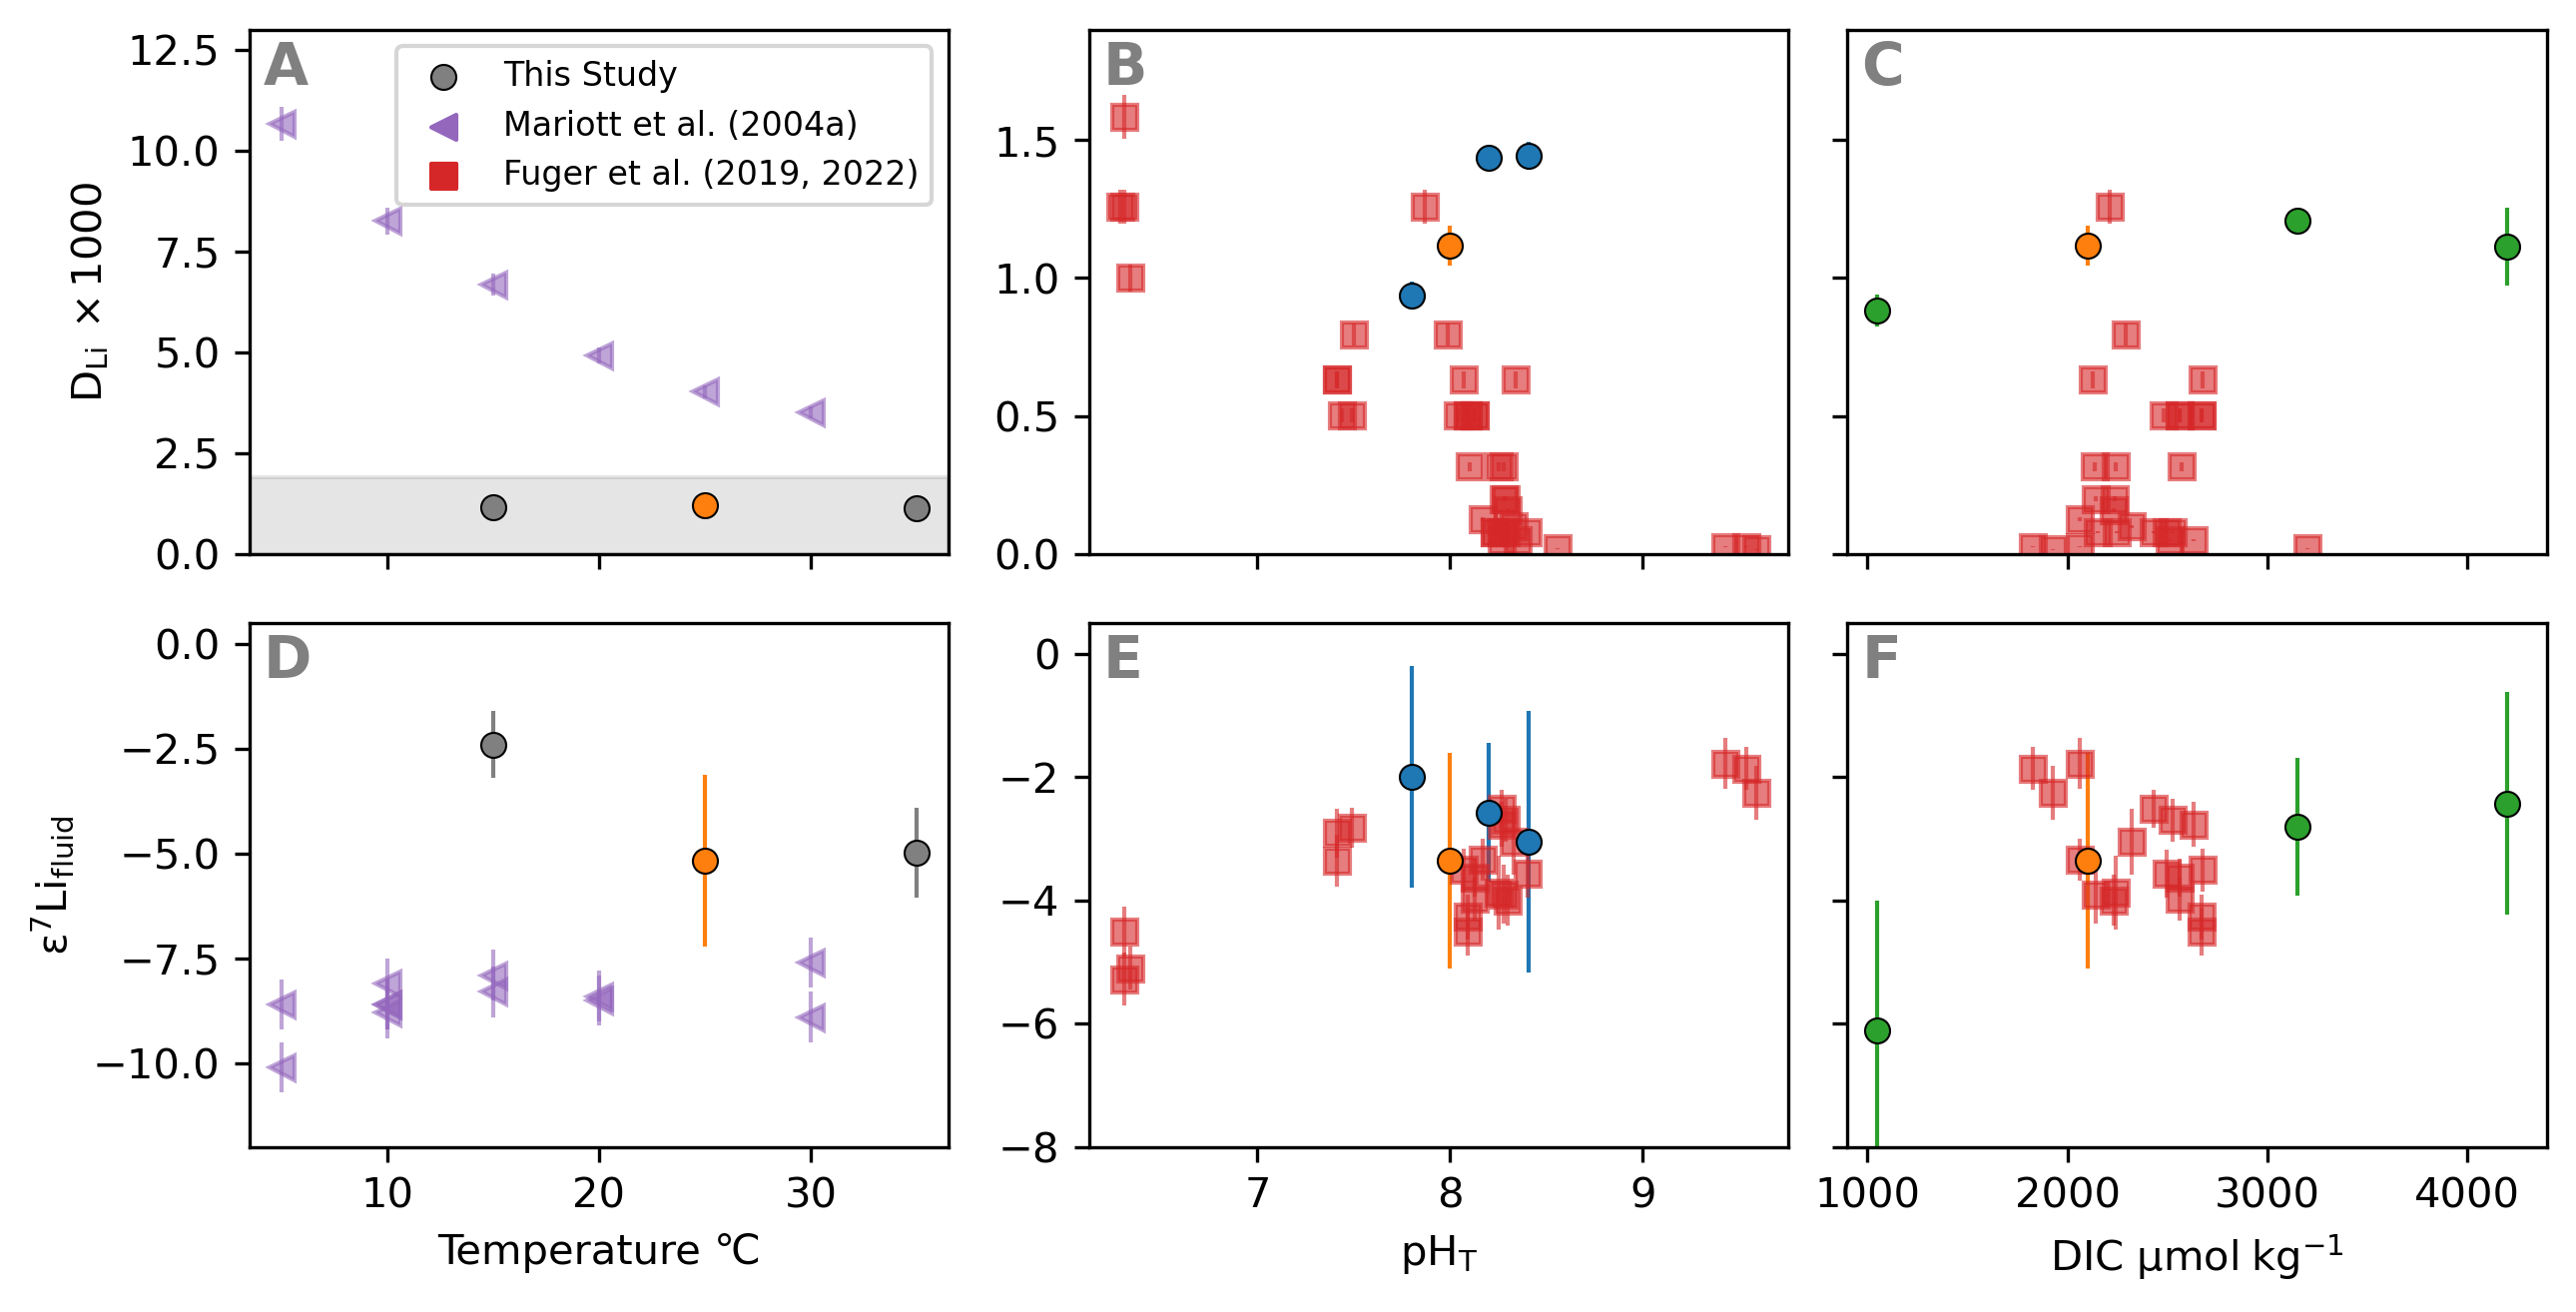 A
12.5
10.0
7.5
5.0
2.5
0.0
D_Li ×1000
This Study
Mariott et al. (2004a)
Fuger et al. (2019, 2022)
B
1.5
1.0
0.5
0.0
C
D
0.0
−2.5
−5.0
−7.5
−10.0
ε⁷Li_fluid
10
20
30
Temperature °C
E
0
−2
−4
−6
−8
7
8
9
pH_T
F
1000
2000
3000
4000
DIC µmol kg⁻¹